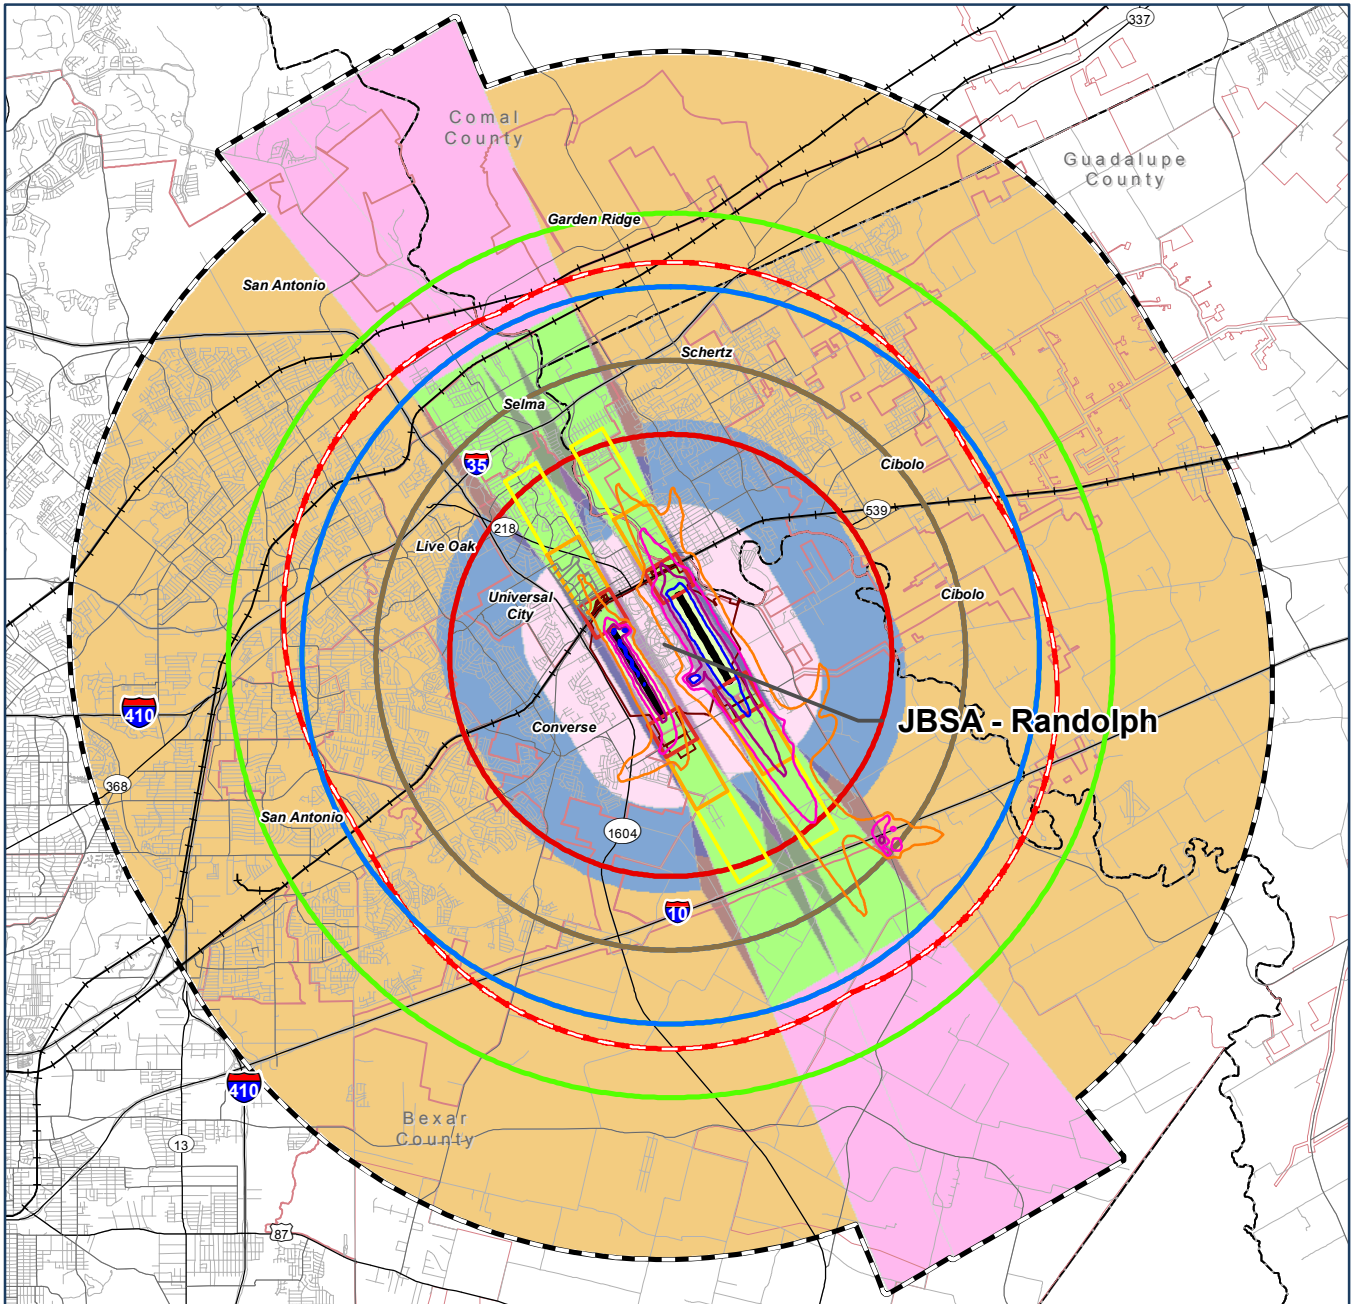 337
Comal
County
Guadalupe
County
Garden Ridge
San Antonio
Schertz
Selma
35
Cibolo
539
218
Live Oak
Universal
City
Cibolo
410
JBSA - Randolph
Converse
368
San Antonio
1604
10
410
Bexar
County
13
87